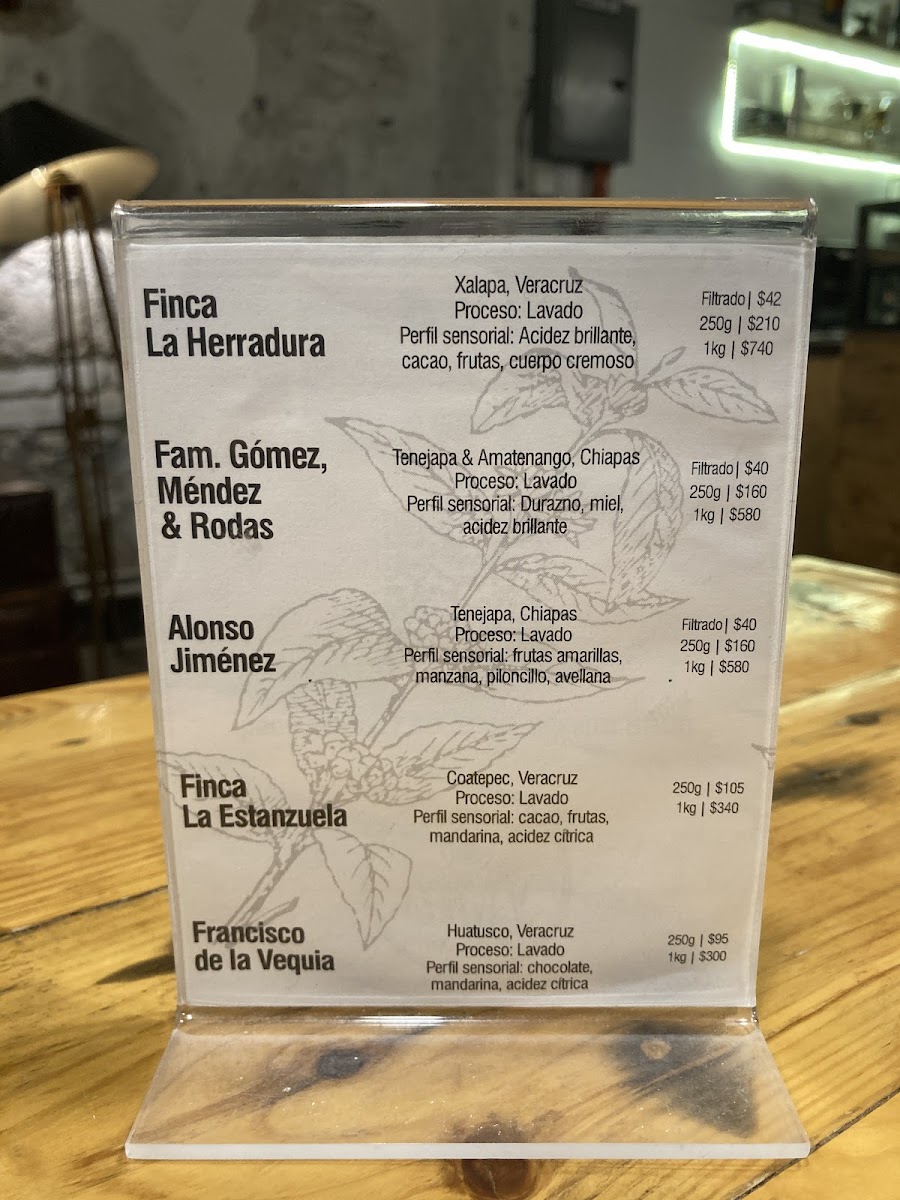 Finca
La Herradura
Xalapa, Veracruz
Proceso: Lavado
Perfil sensorial: Acidez brillante,
cacao, frutas, cuerpo cremoso
Filtrado| $42
250g | $210
1kg | $740
Fam. Gómez,
Méndez
& Rodas
Tenejapa & Amatenango, Chiapas
Proceso: Lavado
Perfil sensorial: Durazno, miel,
acidez brillante
Filtrado| $40
250g | $160
1kg | $580
Alonso
Jiménez
Tenejapa, Chiapas
Proceso: Lavado
Perfil sensorial: frutas amarillas,
manzana, piloncillo, avellana
Filtrado| $40
250g | $160
1kg | $580
Finca
La Estanzuela
Coatepec, Veracruz
Proceso: Lavado
Perfil sensorial: cacao, frutas,
mandarina, acidez cítrica
250g | $105
1kg | $340
Francisco
de la Vequia
Huatusco, Veracruz
Proceso: Lavado
Perfil sensorial: chocolate,
mandarina, acidez cítrica
250g | $95
1kg | $300